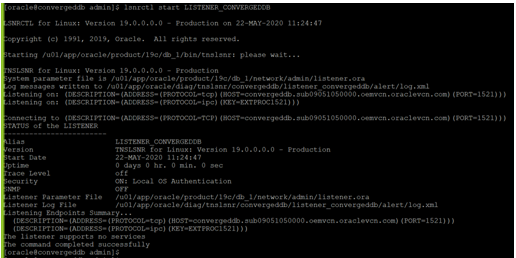 [oracle@convergeddb admin]$ lsnrctl start LISTENER_CONVERGEDDB
LSNRCTL for Linux: Version 19.0.0.0.0 - Production on 22-MAY-2020 11:24:47
Copyright (c) 1991, 2019, Oracle. All rights reserved.
Starting /u01/app/oracle/product/19c/db_1/bin/tnslsnr: please wait...
TNSLSNR for Linux: Version 19.0.0.0.0 - Production
System parameter file is /u01/app/oracle/product/19c/db_1/network/admin/listener.ora
Log messages written to /u01/app/oracle/diag/tnslsnr/convergeddb/listener_convergeddb/alert/log.xml
Listening on: (DESCRIPTION=(ADDRESS=(PROTOCOL=tcp)(HOST=convergeddb.sub09051050000.oemvcn.oraclevcn.com)(PORT=1521)))
Listening on: (DESCRIPTION=(ADDRESS=(PROTOCOL=ipc)(KEY=EXTPROC1521)))
Connecting to (DESCRIPTION=(ADDRESS=(PROTOCOL=TCP)(HOST=convergeddb.sub09051050000.oemvcn.oraclevcn.com)(PORT=1521)))
STATUS of the LISTENER
------------------------
Alias LISTENER_CONVERGEDDB
Version TNSLSNR for Linux: Version 19.0.0.0.0 - Production
Start Date 22-MAY-2020 11:24:47
Uptime 0 days 0 hr. 0 min. 0 sec
Trace Level off
Security ON: Local OS Authentication
SNMP OFF
Listener Parameter File /u01/app/oracle/product/19c/db_1/network/admin/listener.ora
Listener Log File /u01/app/oracle/diag/tnslsnr/convergeddb/listener_convergeddb/alert/log.xml
Listening Endpoints Summary...
(DESCRIPTION=(ADDRESS=(PROTOCOL=tcp)(HOST=convergeddb.sub09051050000.oemvcn.oraclevcn.com)(PORT=1521)))
(DESCRIPTION=(ADDRESS=(PROTOCOL=ipc)(KEY=EXTPROC1521)))
The listener supports no services
The command completed successfully
[oracle@convergeddb admin]$